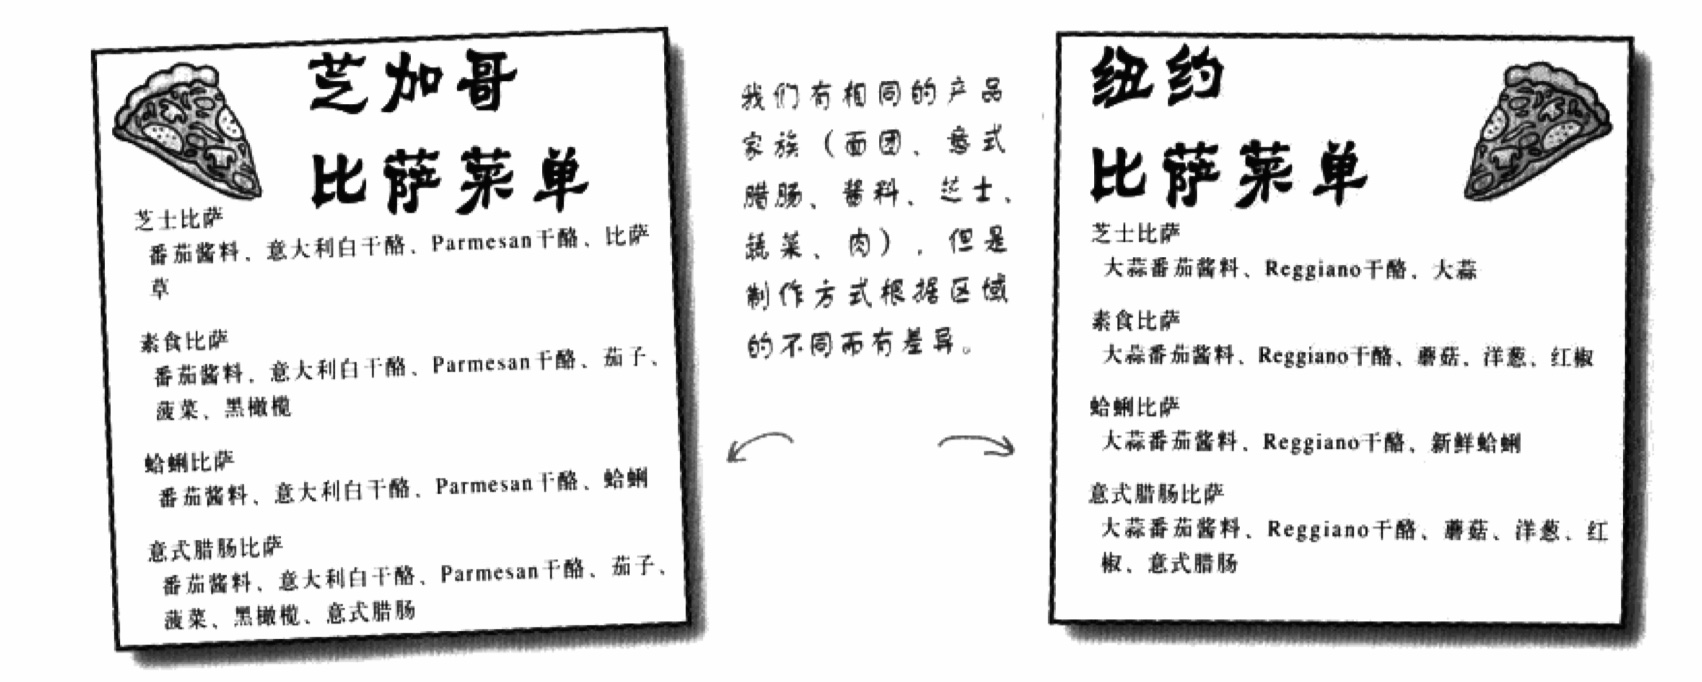 芝加哥
比萨菜单
芝士比萨
番茄酱料、意大利白干酪、Parmesan干酪、比萨
草
素食比萨
番茄酱料、意大利白干酪、Parmesan干酪、茄子、
菠菜、黑橄榄
蛤蜊比萨
番茄酱料、意大利白干酪、Parmesan干酪、蛤蜊
意式腊肠比萨
番茄酱料、意大利白干酪、Parmesan干酪、茄子、
菠菜、黑橄榄、意式腊肠
我们有相同的产品
家族（面团、意式
腊肠、酱料、芝士、
蔬菜、肉），但是
制作方式根据区域
的不同而有差异。
纽约
比萨菜单
芝士比萨
大蒜番茄酱料、Reggiano干酪、大蒜
素食比萨
大蒜番茄酱料、Reggiano干酪、蘑菇、洋葱、红椒
蛤蜊比萨
大蒜番茄酱料、Reggiano干酪、新鲜蛤蜊
意式腊肠比萨
大蒜番茄酱料、Reggiano干酪、蘑菇、洋葱、红
椒、意式腊肠